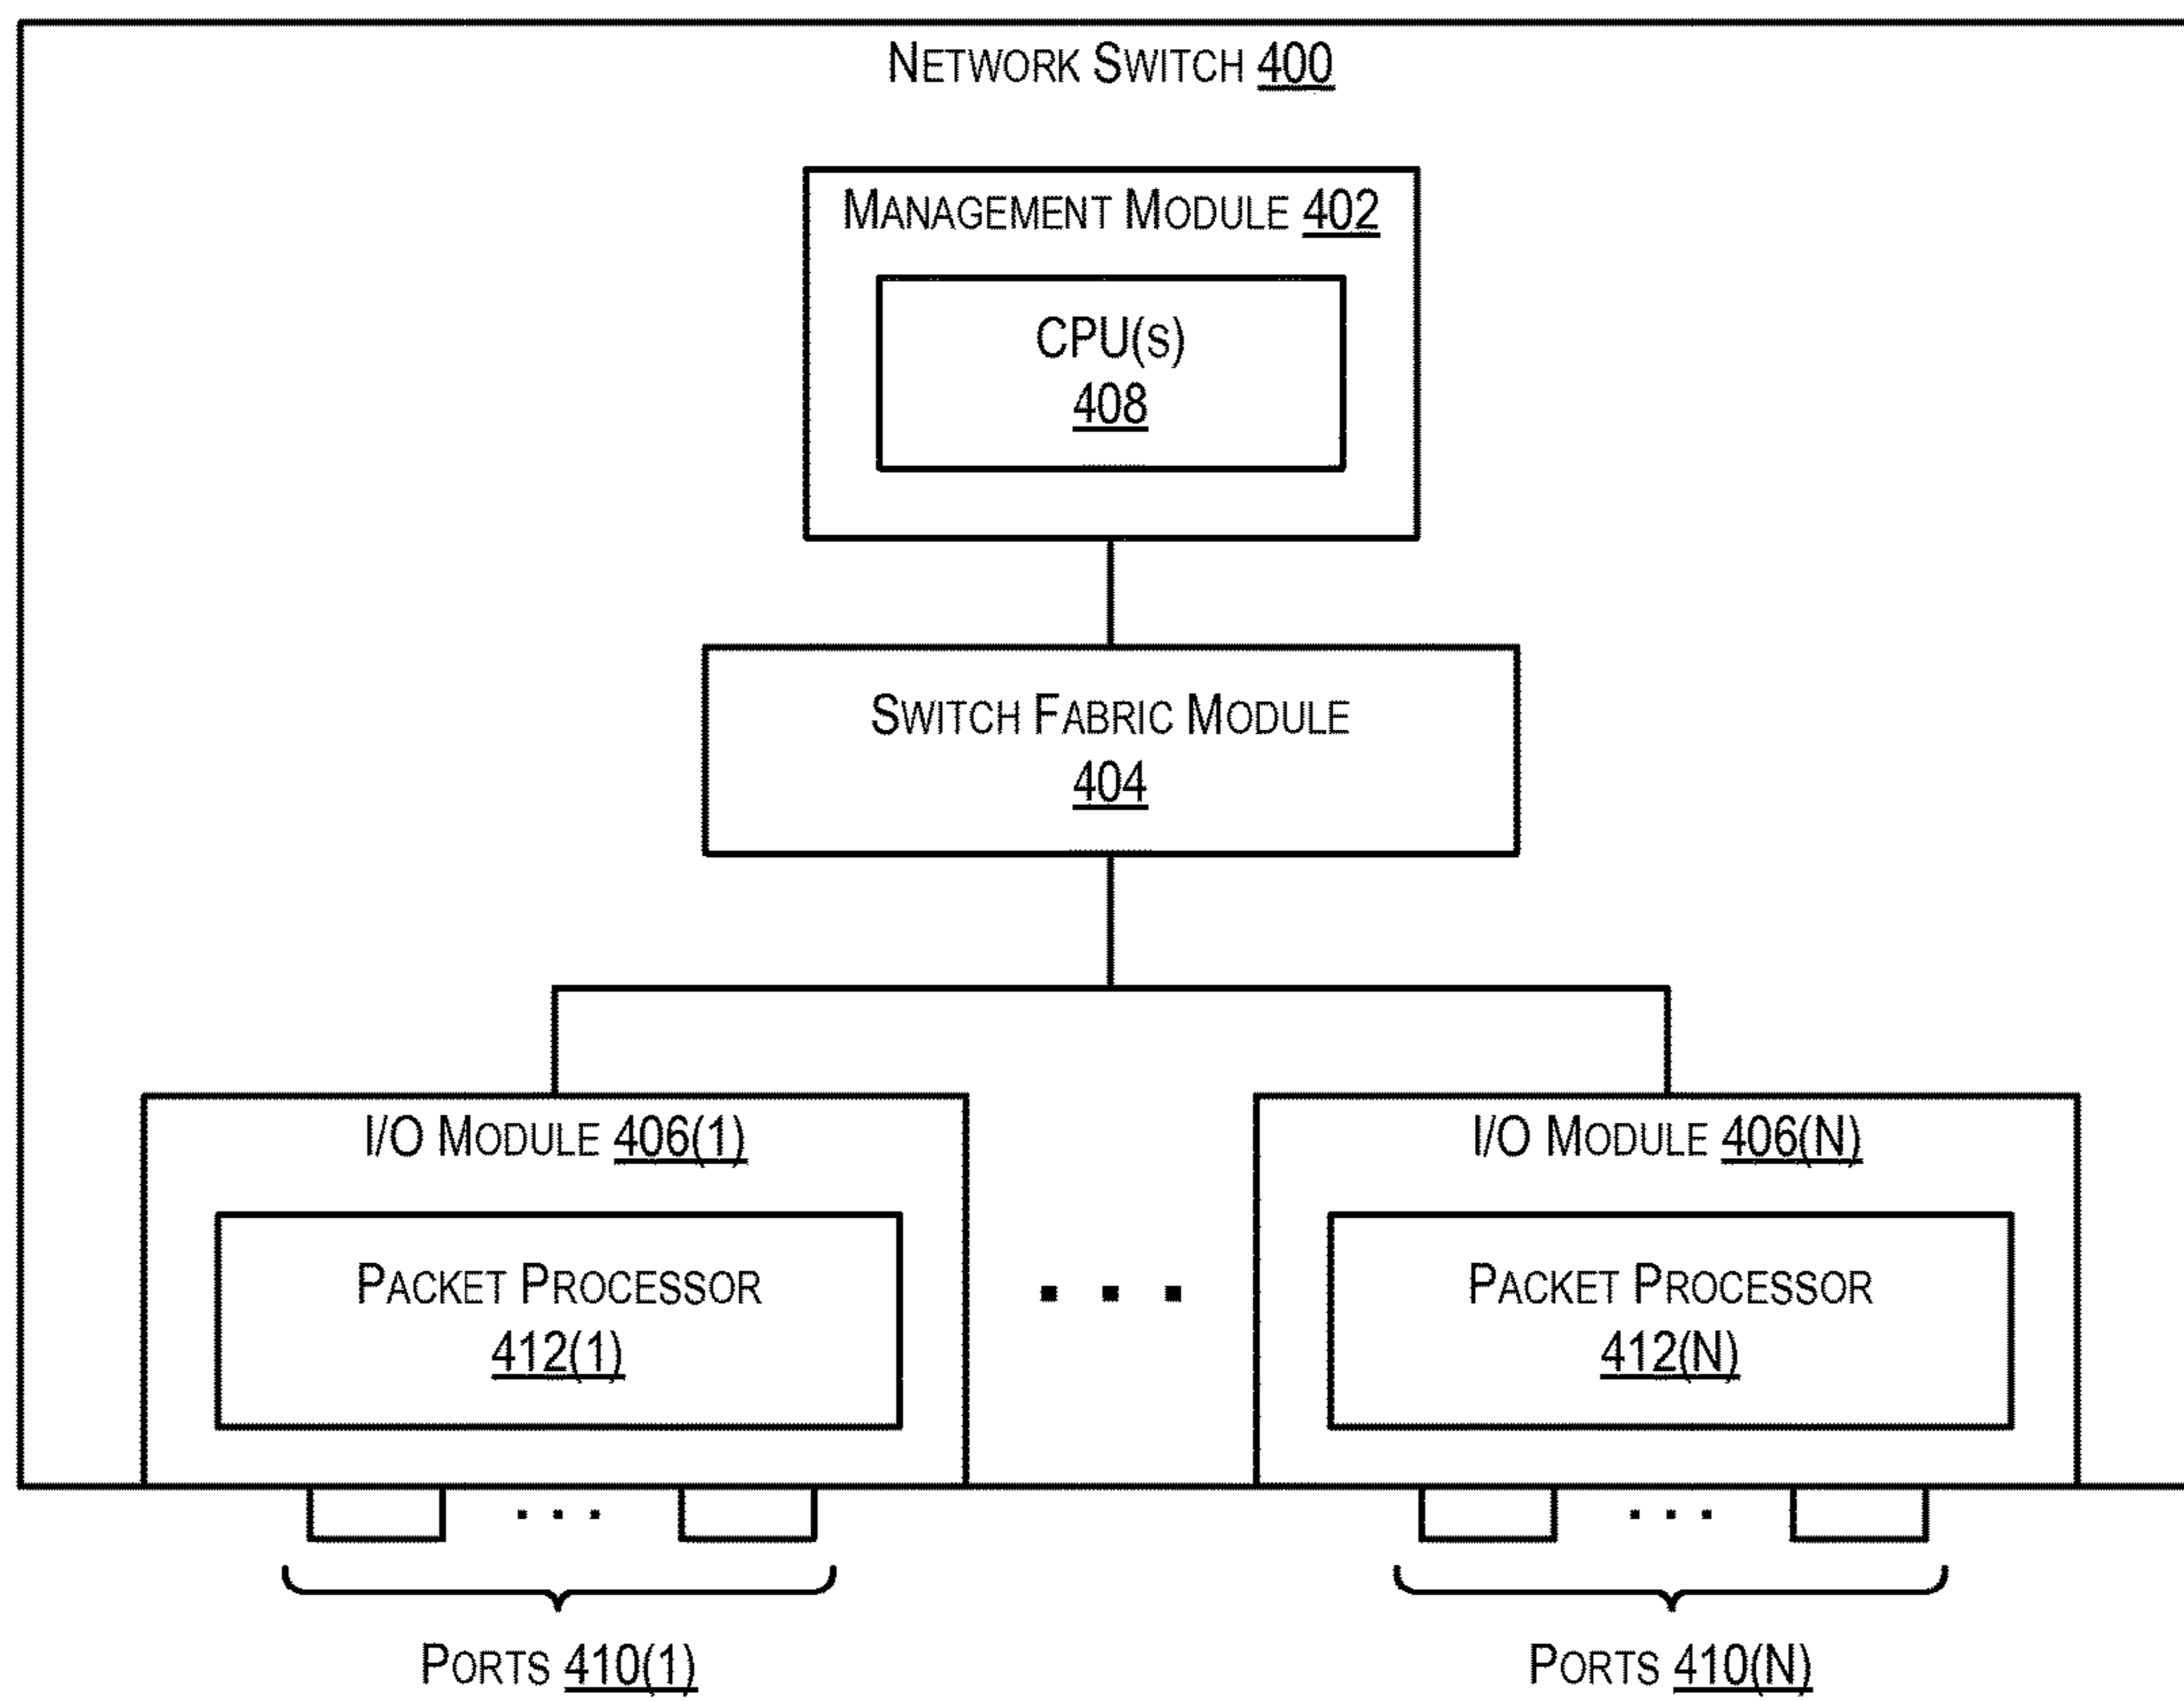 NETWORK SWITCH 400
MANAGEMENT MODULE 402
CPU(S)
408
SWITCH FABRIC MODULE
404
I/O MODULE 406(1)
I/O MODULE 406(N)
PACKET PROCESSOR
412(1)
. . .
PACKET PROCESSOR
412(N)
. . .
. . .
PORTS 410(1)
PORTS 410(N)